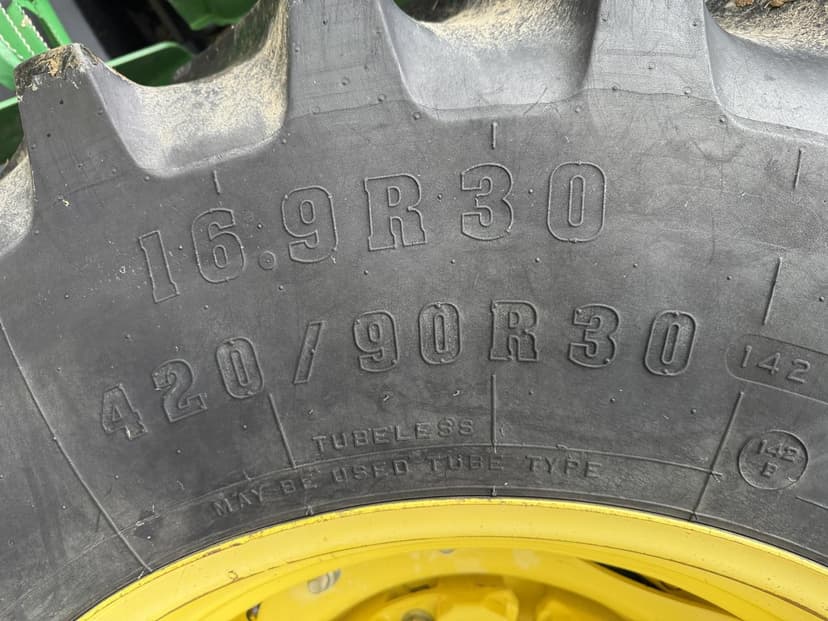 16.9R30
420/90R30
142
TUBELESS
142
B
MAY BE USED TUBE TYPE